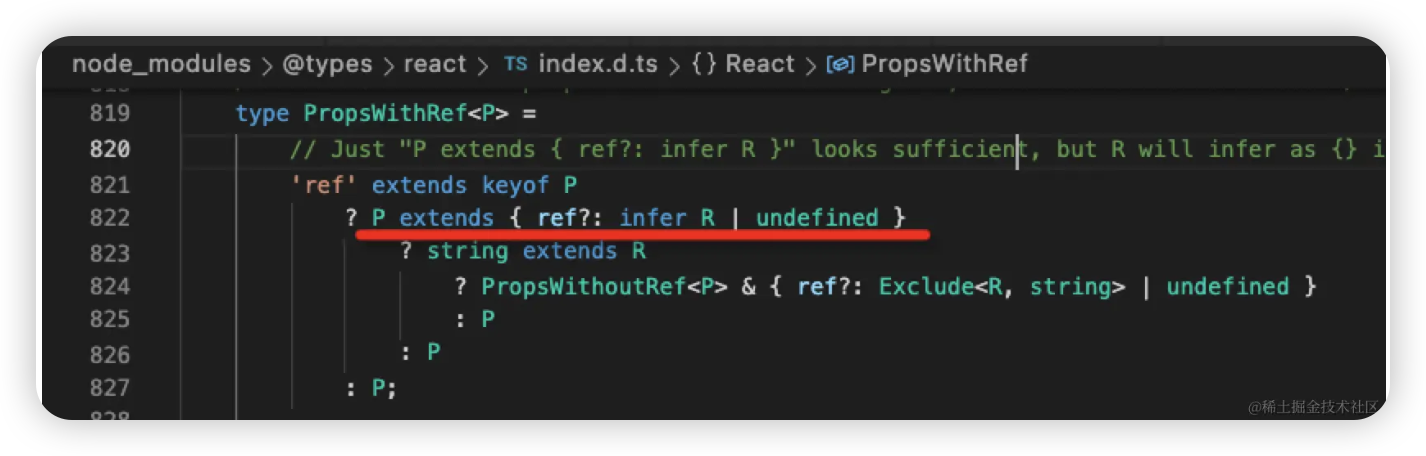 node_modules > @types > react > TS index.d.ts > {} React > PropsWithRef
819 type PropsWithRef<P> =
820 // Just "P extends { ref?: infer R }" looks sufficient, but R will infer as {} i
821 'ref' extends keyof P
822 ? P extends { ref?: infer R | undefined }
823 ? string extends R
824 ? PropsWithoutRef<P> & { ref?: Exclude<R, string> | undefined }
825 : P
826 : P
827 : P;
828
@稀土掘金技术社区